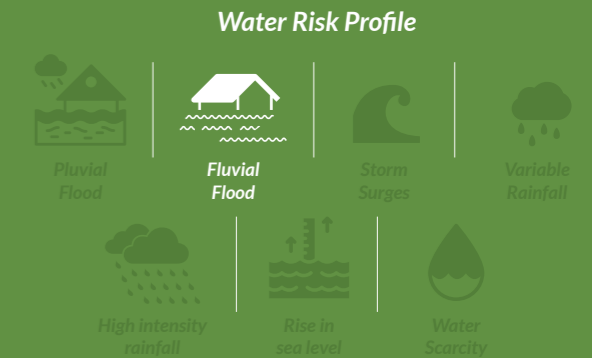 Water Risk Profile
Pluvial
Flood
Fluvial
Flood
Storm
Surges
Variable
Rainfall
High intensity
rainfall
Rise in
sea level
Water
Scarcity